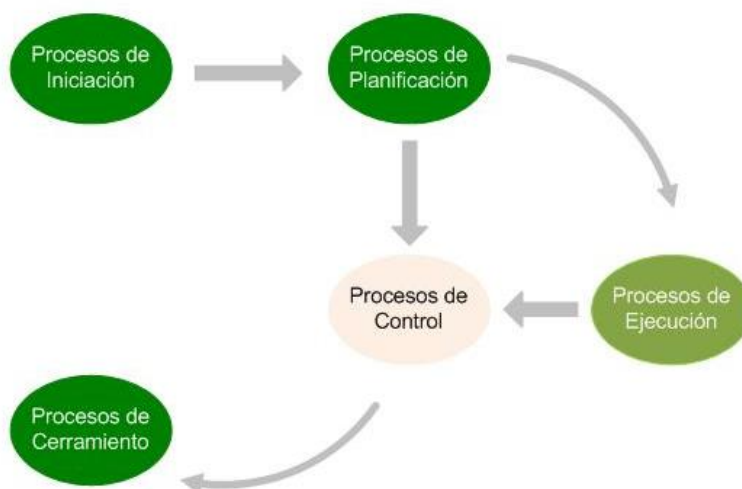 Procesos de
Iniciación
Procesos de
Planificación
Procesos de
Control
Procesos de
Ejecución
Procesos de
Cerramiento